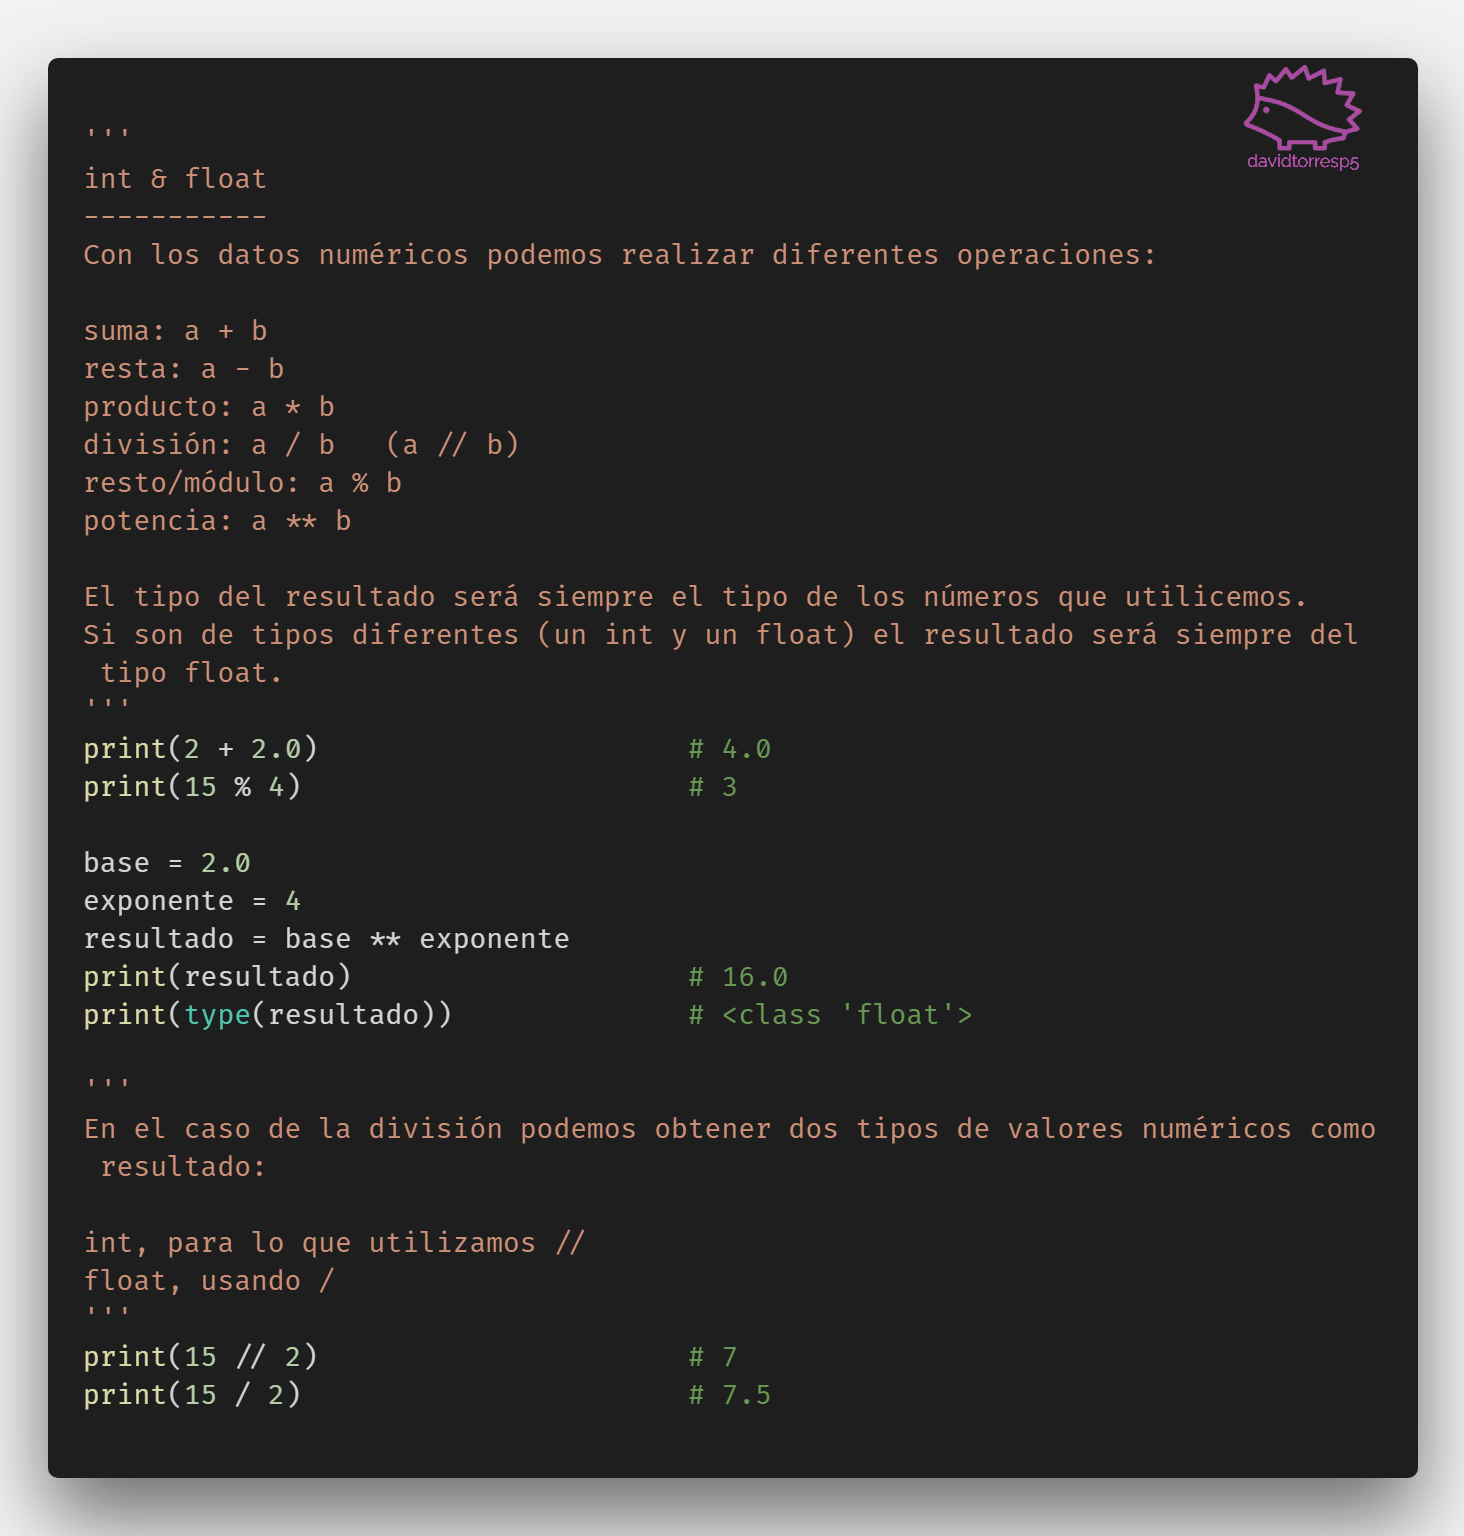 davidtorresp5
'''
int & float
-----------
Con los datos numéricos podemos realizar diferentes operaciones:

suma: a + b
resta: a - b
producto: a * b
división: a / b   (a // b)
resto/módulo: a % b
potencia: a ** b

El tipo del resultado será siempre el tipo de los números que utilicemos.
Si son de tipos diferentes (un int y un float) el resultado será siempre del
 tipo float.
'''
print(2 + 2.0)                      # 4.0
print(15 % 4)                       # 3

base = 2.0
exponente = 4
resultado = base ** exponente
print(resultado)                    # 16.0
print(type(resultado))              # <class 'float'>

'''
En el caso de la división podemos obtener dos tipos de valores numéricos como
 resultado:

int, para lo que utilizamos //
float, usando /
'''
print(15 // 2)                      # 7
print(15 / 2)                       # 7.5